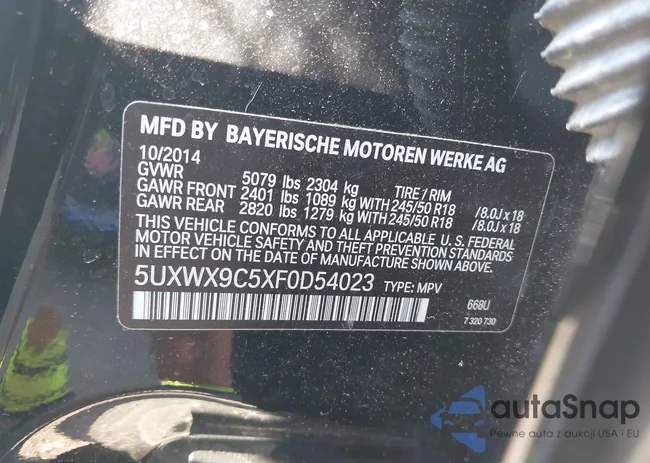 MFD BY BAYERISCHE MOTOREN WERKE AG
10/2014
GVWR 5079 lbs 2304 kg TIRE / RIM
GAWR FRONT 2401 lbs 1089 kg WITH 245/50 R18 /8.0J x 18
GAWR REAR 2820 lbs 1279 kg WITH 245/50 R18 /8.0J x 18
THIS VEHICLE CONFORMS TO ALL APPLICABLE U. S. FEDERAL
MOTOR VEHICLE SAFETY AND THEFT PREVENTION STANDARDS
IN EFFECT ON THE DATE OF MANUFACTURE SHOWN ABOVE.
5UXWX9C5XF0D54023 TYPE: MPV
668U
7 320 730
autaSnap
Pewne auta z aukcji USA i EU